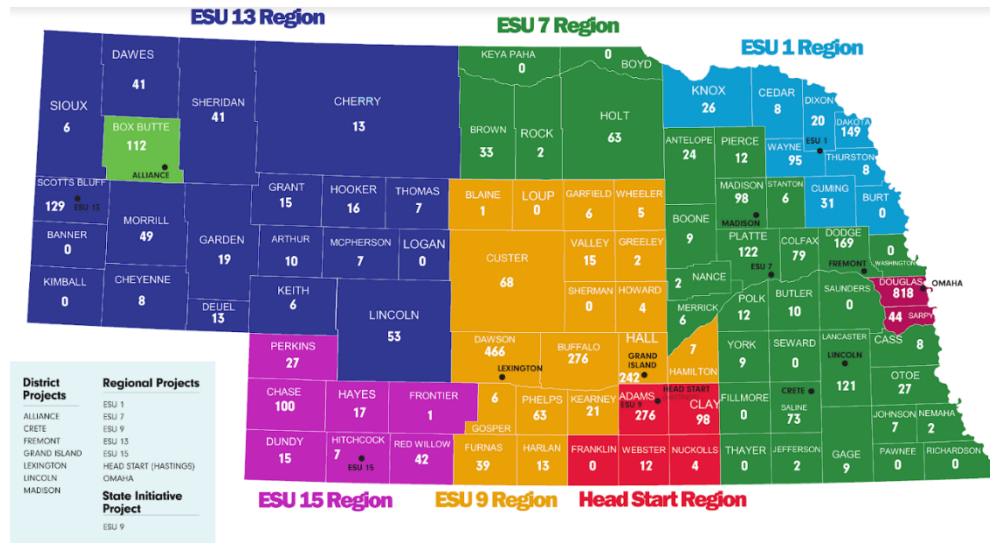 ESU 13 Region
ESU 7 Region
ESU 1 Region
DAWES
41
SIOUX
6
SHERIDAN
41
CHERRY
13
BOX BUTTE
112
ALLIANCE
KEYA PAHA
0
0
BOYD
BROWN
33
ROCK
2
HOLT
63
KNOX
26
CEDAR
8
DIXON
20
ESU 1
DAKOTA
149
ANTELOPE
24
PIERCE
12
WAYNE
95
THURSTON
8
SCOTTS BLUFF
129
ESU 13
BANNER
0
KIMBALL
0
MORRILL
49
CHEYENNE
8
GARDEN
19
DEUEL
13
GRANT
15
HOOKER
16
THOMAS
7
ARTHUR
10
MCPHERSON
7
LOGAN
0
KEITH
6
LINCOLN
53
BLAINE
1
LOUP
0
GARFIELD
6
WHEELER
5
CUSTER
68
VALLEY
15
GREELEY
2
SHERMAN
0
HOWARD
4
MADISON
98
MADISON
STANTON
6
CUMING
31
BURT
0
BOONE
9
PLATTE
122
ESU 7
COLFAX
79
DODGE
169
FREMONT
0
WASHINGTON
2
NANCE
MERRICK
6
POLK
12
BUTLER
10
SAUNDERS
0
DOUGLAS
818
OMAHA
44
SARPY
PERKINS
27
CHASE
100
HAYES
17
FRONTIER
1
DUNDY
15
HITCHCOCK
7
ESU 15
RED WILLOW
42
DAWSON
466
LEXINGTON
BUFFALO
276
HALL
GRAND
ISLAND
242
7
HAMILTON
YORK
9
SEWARD
0
LANCASTER
LINCOLN
121
CASS
8
OTOE
27
6
GOSPER
PHELPS
63
KEARNEY
21
ADAMS
ESU 9
276
HEAD START
CLAY
98
FILLMORE
0
CRETE
SALINE
73
JOHNSON
7
NEMAHA
2
FURNAS
39
HARLAN
13
FRANKLIN
0
WEBSTER
12
NUCKOLLS
4
THAYER
0
JEFFERSON
2
GAGE
9
PAWNEE
0
RICHARDSON
0
ESU 15 Region
ESU 9 Region
Head Start Region
District
Projects
ALLIANCE
CRETE
FREMONT
GRAND ISLAND
LEXINGTON
LINCOLN
MADISON
Regional Projects
ESU 1
ESU 7
ESU 9
ESU 13
ESU 15
HEAD START (HASTINGS)
OMAHA
State Initiative
Project
ESU 9